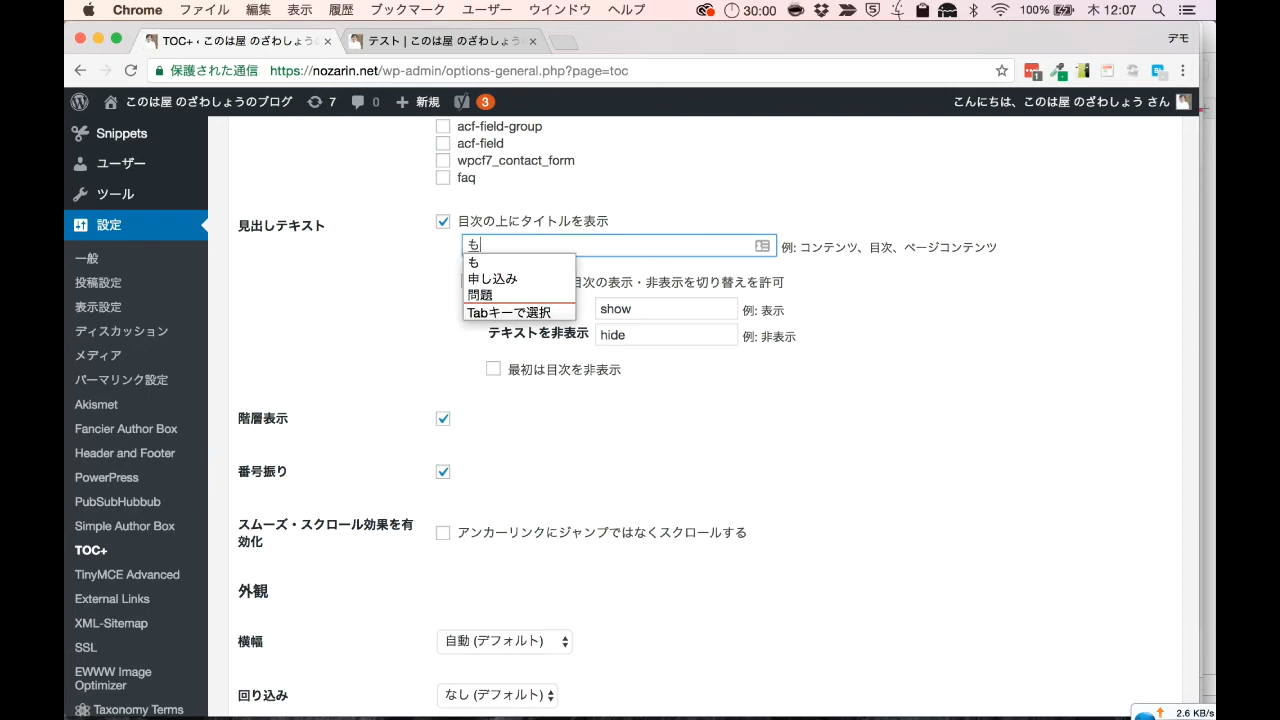 Chrome ファイル 編集 表示 履歴 ブックマーク ユーザー ウインドウ ヘルプ 30:00 100% 木 12:07
TOC+ ‹ このは屋 のざわしょう × テスト | このは屋 のざわしょう × デモ
保護された通信 https://nozarin.net/wp-admin/options-general.php?page=toc
このは屋 のざわしょうのブログ 7 0 新規 3 こんにちは、このは屋 のざわしょう さん
Snippets
ユーザー
ツール
設定
一般
投稿設定
表示設定
ディスカッション
メディア
パーマリンク設定
Akismet
Fancier Author Box
Header and Footer
PowerPress
PubSubHubbub
Simple Author Box
TOC+
TinyMCE Advanced
External Links
XML-Sitemap
SSL
EWWW Image
Optimizer
Taxonomy Terms
acf-field-group
acf-field
wpcf7_contact_form
faq
見出しテキスト
目次の上にタイトルを表示
も
例: コンテンツ、目次、ページコンテンツ
も
申し込み
問題
Tabキーで選択
目次の表示・非表示を切り替えを許可
show 例: 表示
テキストを非表示 hide 例: 非表示
最初は目次を非表示
階層表示
番号振り
スムーズ・スクロール効果を有
効化
アンカーリンクにジャンプではなくスクロールする
外観
横幅 自動 (デフォルト)
回り込み なし (デフォルト)
2.6 KB/s